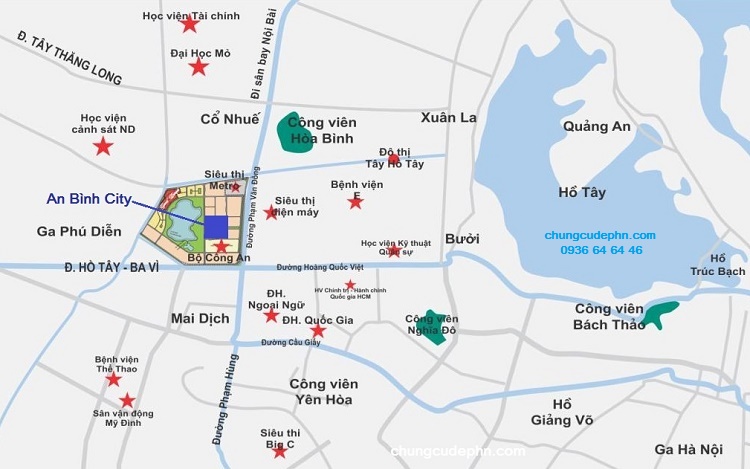 Học viện Tài chính
Đại Học Mỏ
Đi sân bay Nội Bài
Đ. TÂY THĂNG LONG
Học viện
cảnh sát ND
CỔ NHUẾ
Công viên
Hòa Bình
Xuân La
Quảng An
Đô thị
Tây Hồ Tây
Siêu thị
Metro
Bệnh viện
E
An Bình City
Siêu thị
điện máy
Hồ Tây
Đường Phạm Văn Đồng
Ga Phú Diễn
chungcudephn.com
0936 64 64 46
Bưởi
Học viện Kỹ thuật
Quân sự
Bộ Công An
Hồ
Trúc Bạch
Đ. HỒ TÂY - BA VÌ
Đường Hoàng Quốc Việt
HV Chính trị - Hành chính
Quốc gia HCM
ĐH.
Ngoại Ngữ
Mai Dịch
ĐH. Quốc Gia
Công viên
Nghĩa Đô
Công viên
Bách Thảo
Đường Cầu Giấy
Bệnh viện
Thể Thao
Đường Phạm Hùng
Công viên
Yên Hòa
Sân vận động
Mỹ Đình
Hồ
Giảng Võ
Siêu thi
Big C
chungcudephn.com
Ga Hà Nội